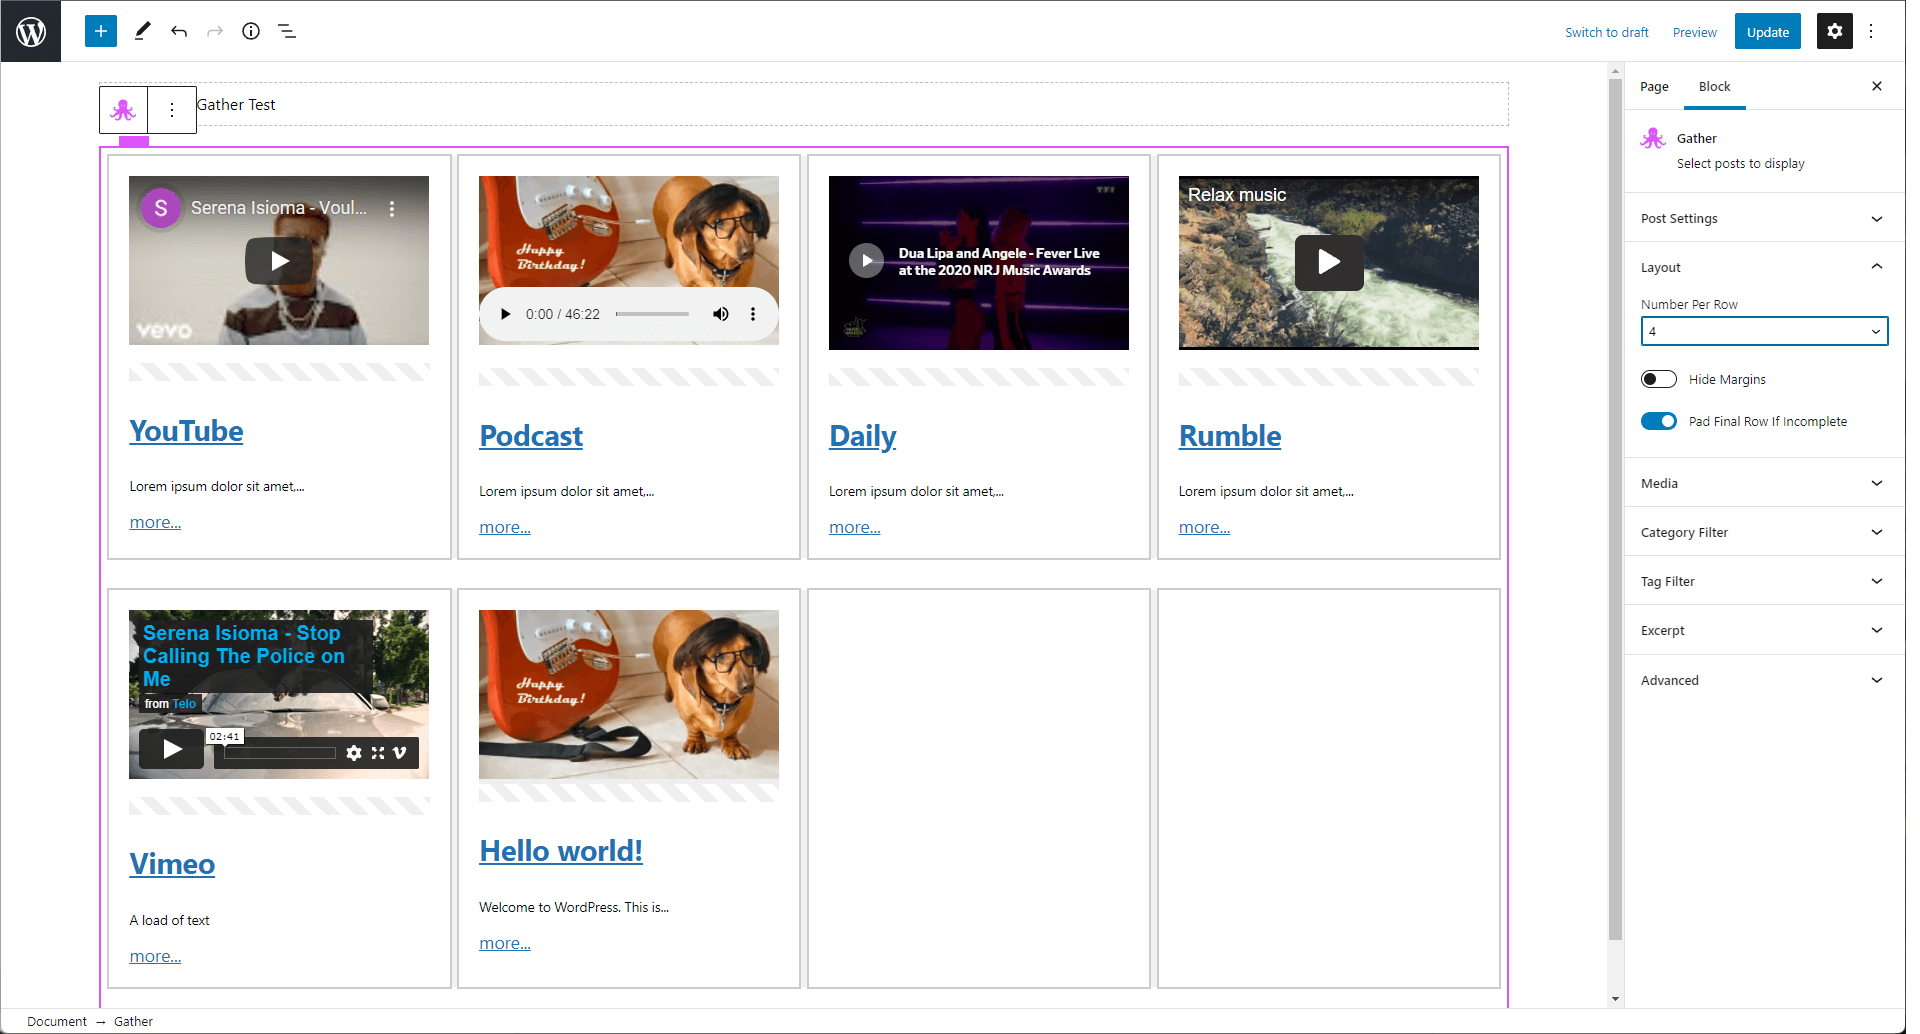 Switch to draft
Preview
Update
Gather Test
Page
Block
Gather
Select posts to display
Post Settings
Layout
Number Per Row
4
Hide Margins
Pad Final Row If Incomplete
Media
Category Filter
Tag Filter
Excerpt
Advanced
S
Serena Isioma - Voul...
vevo
YouTube
Lorem ipsum dolor sit amet,...
more...
Happy
Birthday!
0:00 / 46:22
Podcast
Lorem ipsum dolor sit amet,...
more...
TF1
Dua Lipa and Angele - Fever Live
at the 2020 NRJ Music Awards
Daily
Lorem ipsum dolor sit amet,...
more...
Relax music
Rumble
Lorem ipsum dolor sit amet,...
more...
Serena Isioma - Stop
Calling The Police on
Me
from Telo
02:41
Vimeo
A load of text
more...
Happy
Birthday!
Hello world!
Welcome to WordPress. This is...
more...
Document → Gather